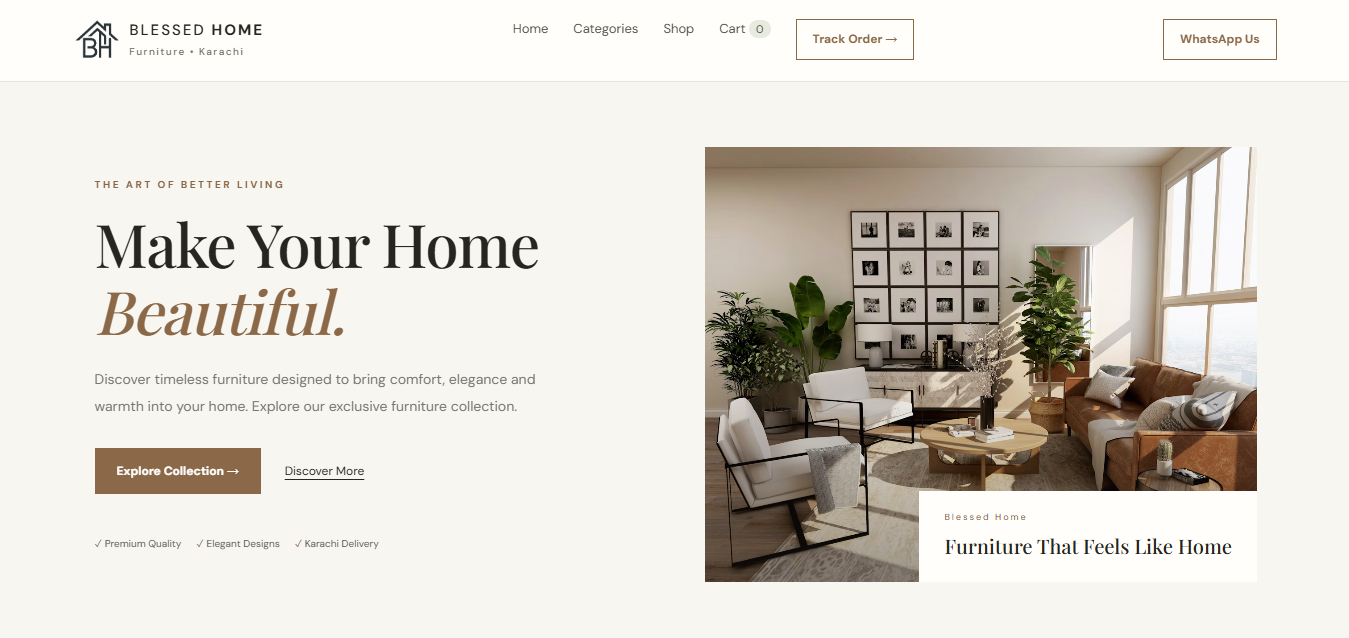 BH
BLESSED HOME
Furniture • Karachi
Home
Categories
Shop
Cart 0
Track Order →
WhatsApp Us
THE ART OF BETTER LIVING
Make Your Home
Beautiful.
Discover timeless furniture designed to bring comfort, elegance and
warmth into your home. Explore our exclusive furniture collection.
Explore Collection →
Discover More
✓ Premium Quality
✓ Elegant Designs
✓ Karachi Delivery
Blessed Home
Furniture That Feels Like Home